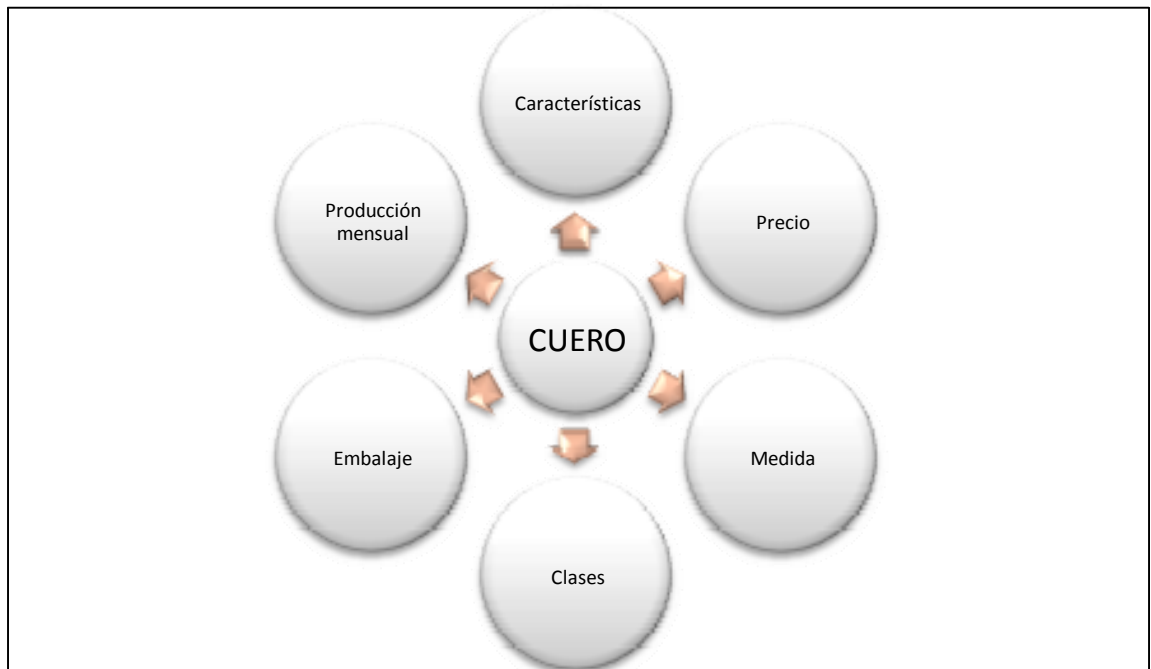 Características
Producción
mensual
Precio
CUERO
Embalaje
Medida
Clases